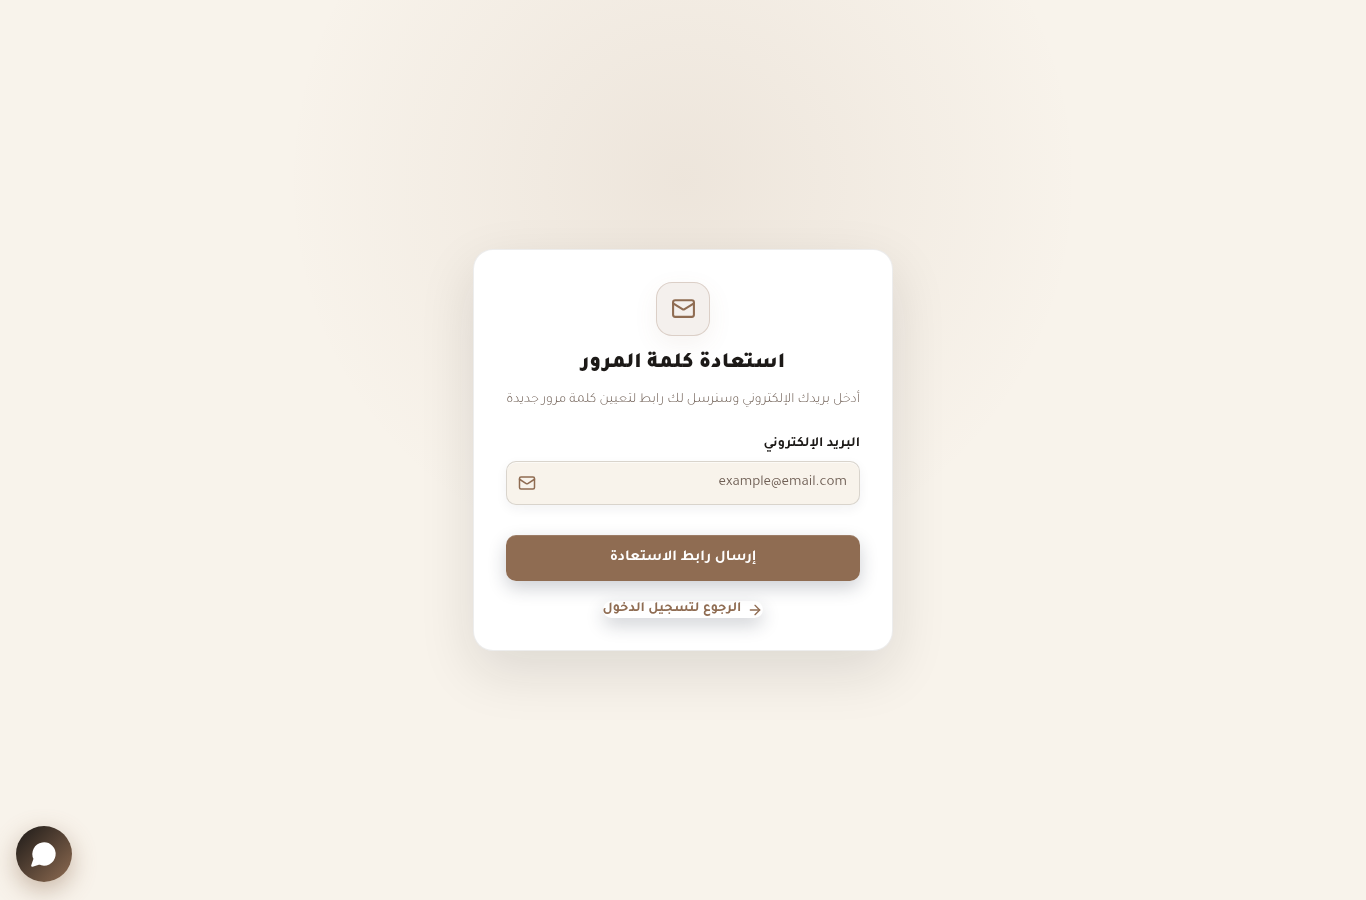 استعادة كلمة المرور
أدخل بريدك الإلكتروني وسنرسل لك رابط لتعيين كلمة مرور جديدة
البريد الإلكتروني
example@email.com
إرسال رابط الاستعادة
الرجوع لتسجيل الدخول